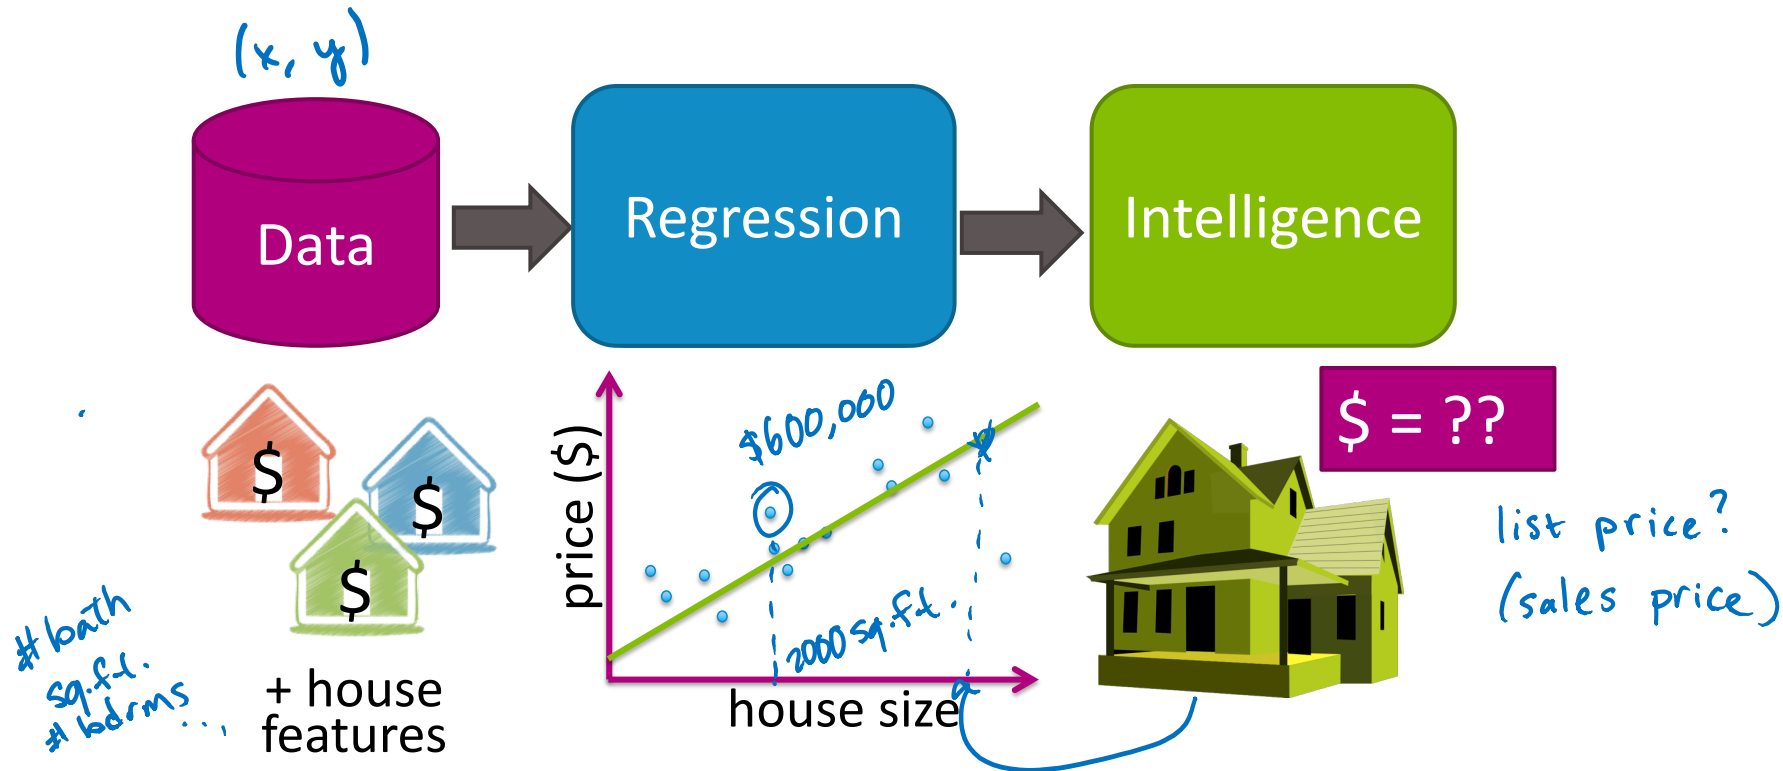 (x, y)
Data
Regression
Intelligence
$
$
$
# bath
sq.ft.
# bdrms ...
+ house
features
price ($)
$600,000
2000 sq.ft.
house size
$ = ??
list price?
(sales price)